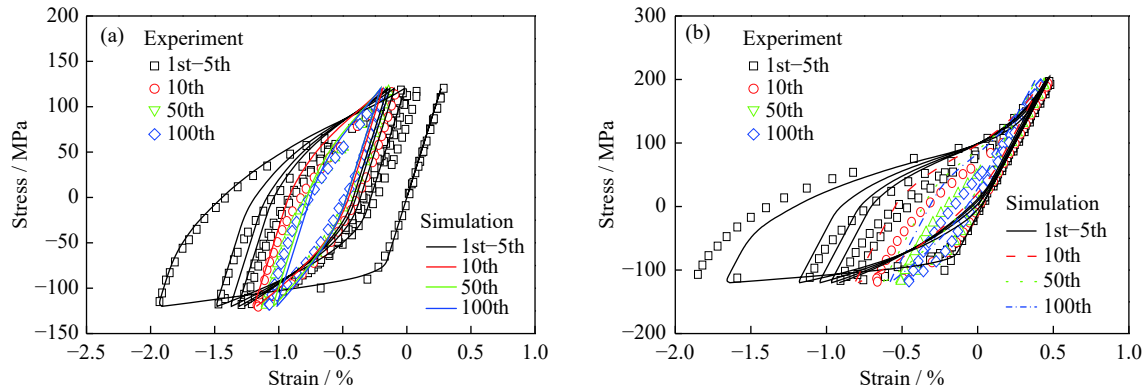 200
150
100
50
0
−50
−100
−150
Stress / MPa
(a)
Experiment
1st−5th
10th
50th
100th
Simulation
1st−5th
10th
50th
100th
−2.5 −2.0 −1.5 −1.0 −0.5 0 0.5 1.0
Strain / %
300
200
100
0
−100
−200
Stress / MPa
(b)
Experiment
1st−5th
10th
50th
100th
Simulation
1st−5th
10th
50th
100th
−2.0 −1.5 −1.0 −0.5 0 0.5 1.0
Strain / %